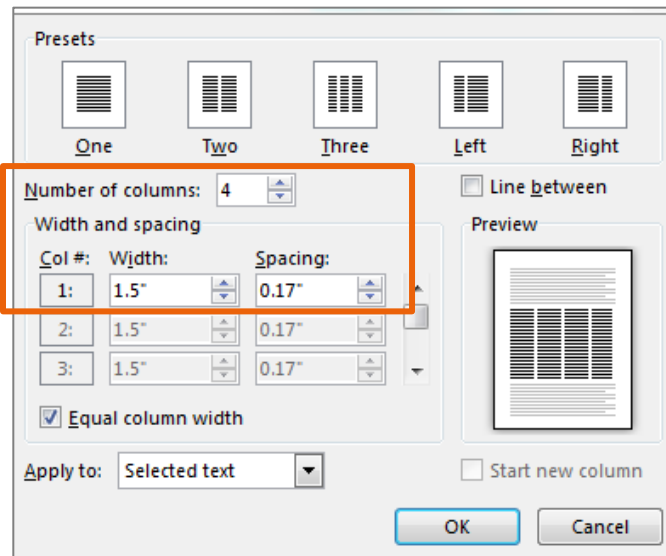 Presets
One Two Three Left Right
Number of columns: 4 Line between
Width and spacing Preview
Col #: Width: Spacing:
1: 1.5" 0.17"
2: 1.5" 0.17"
3: 1.5" 0.17"
Equal column width
Apply to: Selected text Start new column
OK Cancel